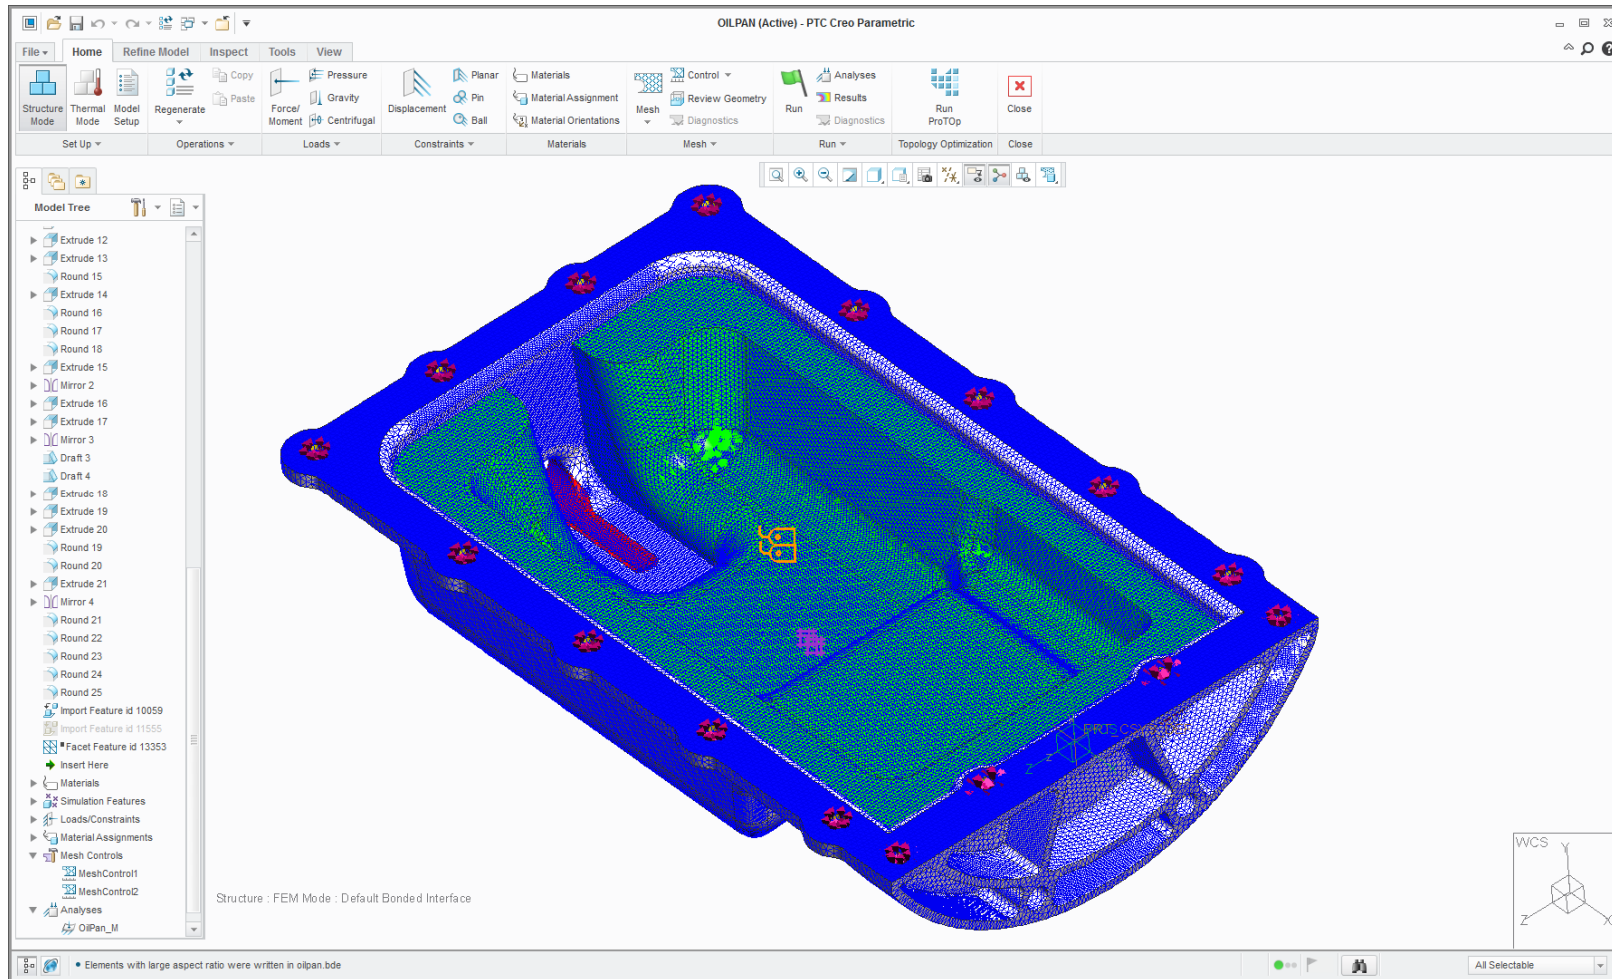 OILPAN (Active) - PTC Creo Parametric
File Home Refine Model Inspect Tools View
Structure Mode
Thermal Mode
Model Setup
Regenerate
Copy
Paste
Force/ Moment
Pressure
Gravity
Centrifugal
Displacement
Planar
Pin
Ball
Materials
Material Assignment
Material Orientations
Mesh
Control
Review Geometry
Diagnostics
Run
Analyses
Results
Diagnostics
Run ProTOp
Close
Set Up Operations Loads Constraints Materials Mesh Run Topology Optimization Close
Model Tree
Extrude 12
Extrude 13
Round 15
Extrude 14
Round 16
Round 17
Round 18
Extrude 15
Mirror 2
Extrude 16
Extrude 17
Mirror 3
Draft 3
Draft 4
Extrude 18
Extrude 19
Extrude 20
Round 19
Round 20
Extrude 21
Mirror 4
Round 21
Round 22
Round 23
Round 24
Round 25
Import Feature id 10059
Import Feature id 11555
Facet Feature id 13353
Insert Here
Materials
Simulation Features
Loads/Constraints
Material Assignments
Mesh Controls
MeshControl1
MeshControl2
Analyses
OilPan_M
Z
Structure : FEM Mode : Default Bonded Interface
WCS
Y
Z
X
• Elements with large aspect ratio were written in oilpan.bde
All Selectable